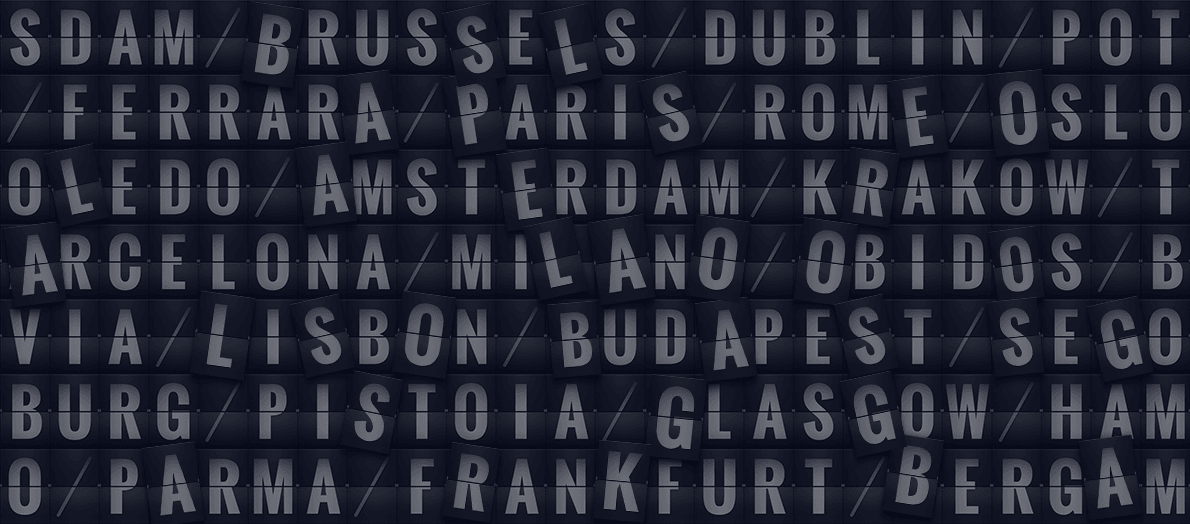 SDAM/BRUSSELS/DUBLIN/POT
/FERRARA/PARIS/ROME/OSLO
OLEDO/AMSTERDAM/KRAKOW/T
ARCELONA/MILANO/OBIDOS/B
VIA/LISBON/BUDAPEST/SEGO
BURG/PISTOIA/GLASGOW/HAM
O/PARMA/FRANKFURT/BERGAM